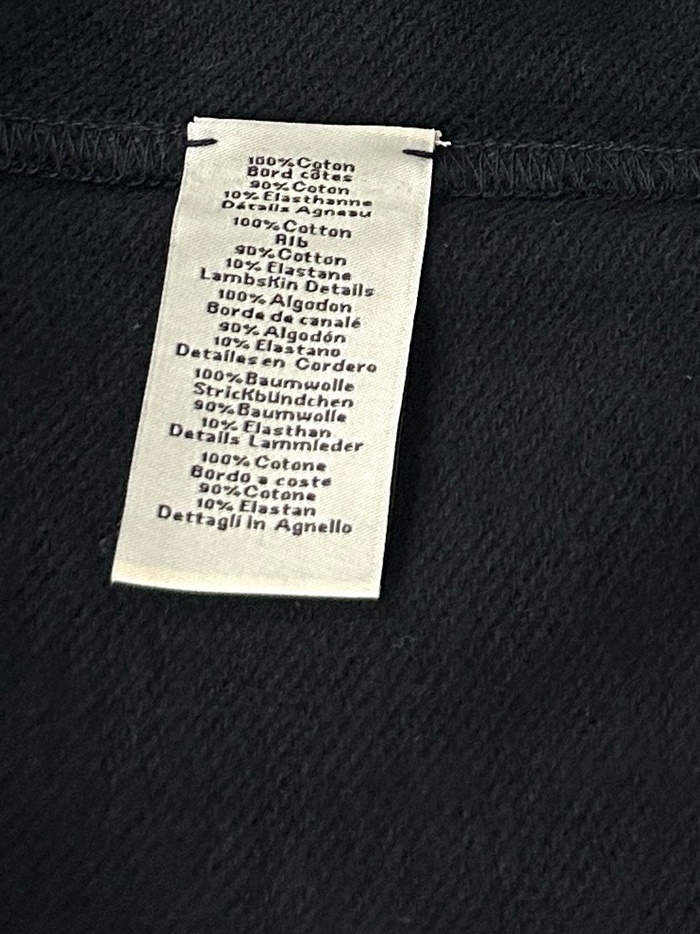 100% Coton
Bord côtes
90% Coton
10% Elasthanne
Détails Agneau
100% Cotton
Rib
90% Cotton
10% Elastane
Lambskin Details
100% Algodon
Borde de canalé
90% Algodón
10% Elastano
Detalles en Cordero
100% Baumwolle
Strickbündchen
90% Baumwolle
10% Elasthan
Details Lammleder
100% Cotone
Bordo a coste
90% Cotone
10% Elastan
Dettagli in Agnello